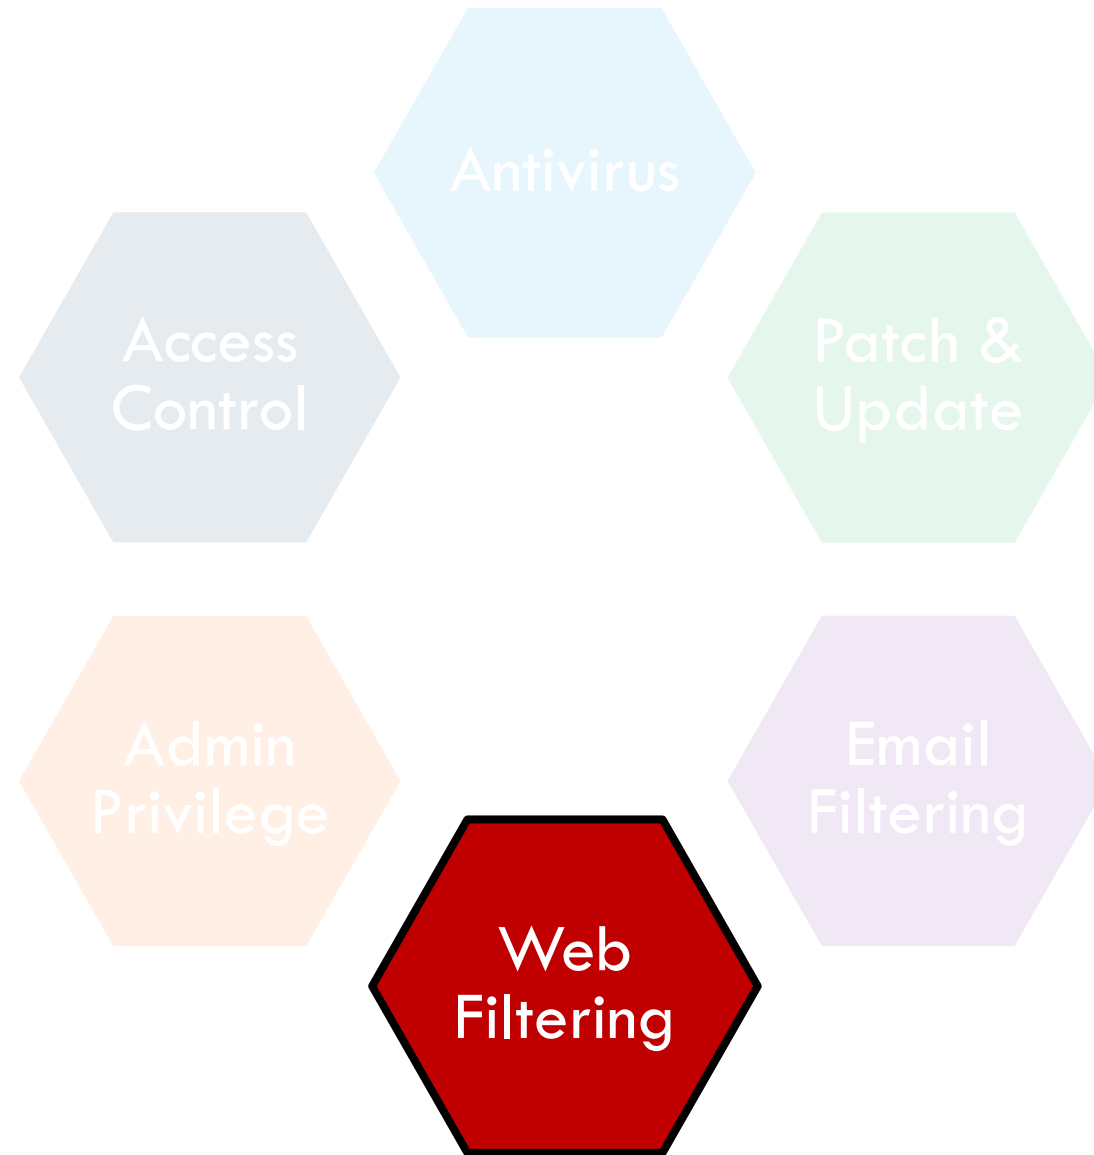 Antivirus
Access
Control
Patch &
Update
Admin
Privilege
Email
Filtering
Web
Filtering